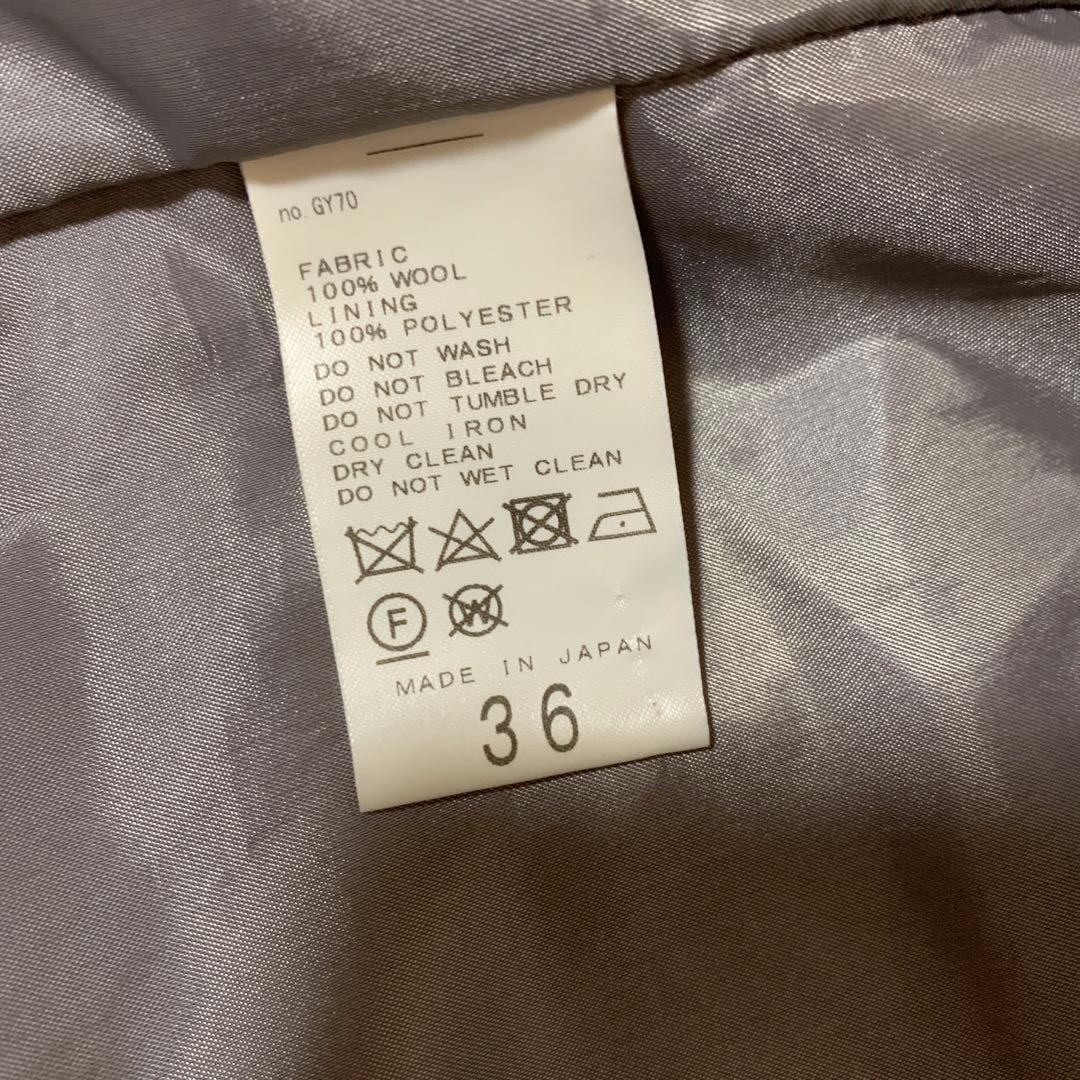 no. GY70
FABRIC
100% WOOL
LINING
100% POLYESTER
DO NOT WASH
DO NOT BLEACH
DO NOT TUMBLE DRY
COOL IRON
DRY CLEAN
DO NOT WET CLEAN
F W
MADE IN JAPAN
36